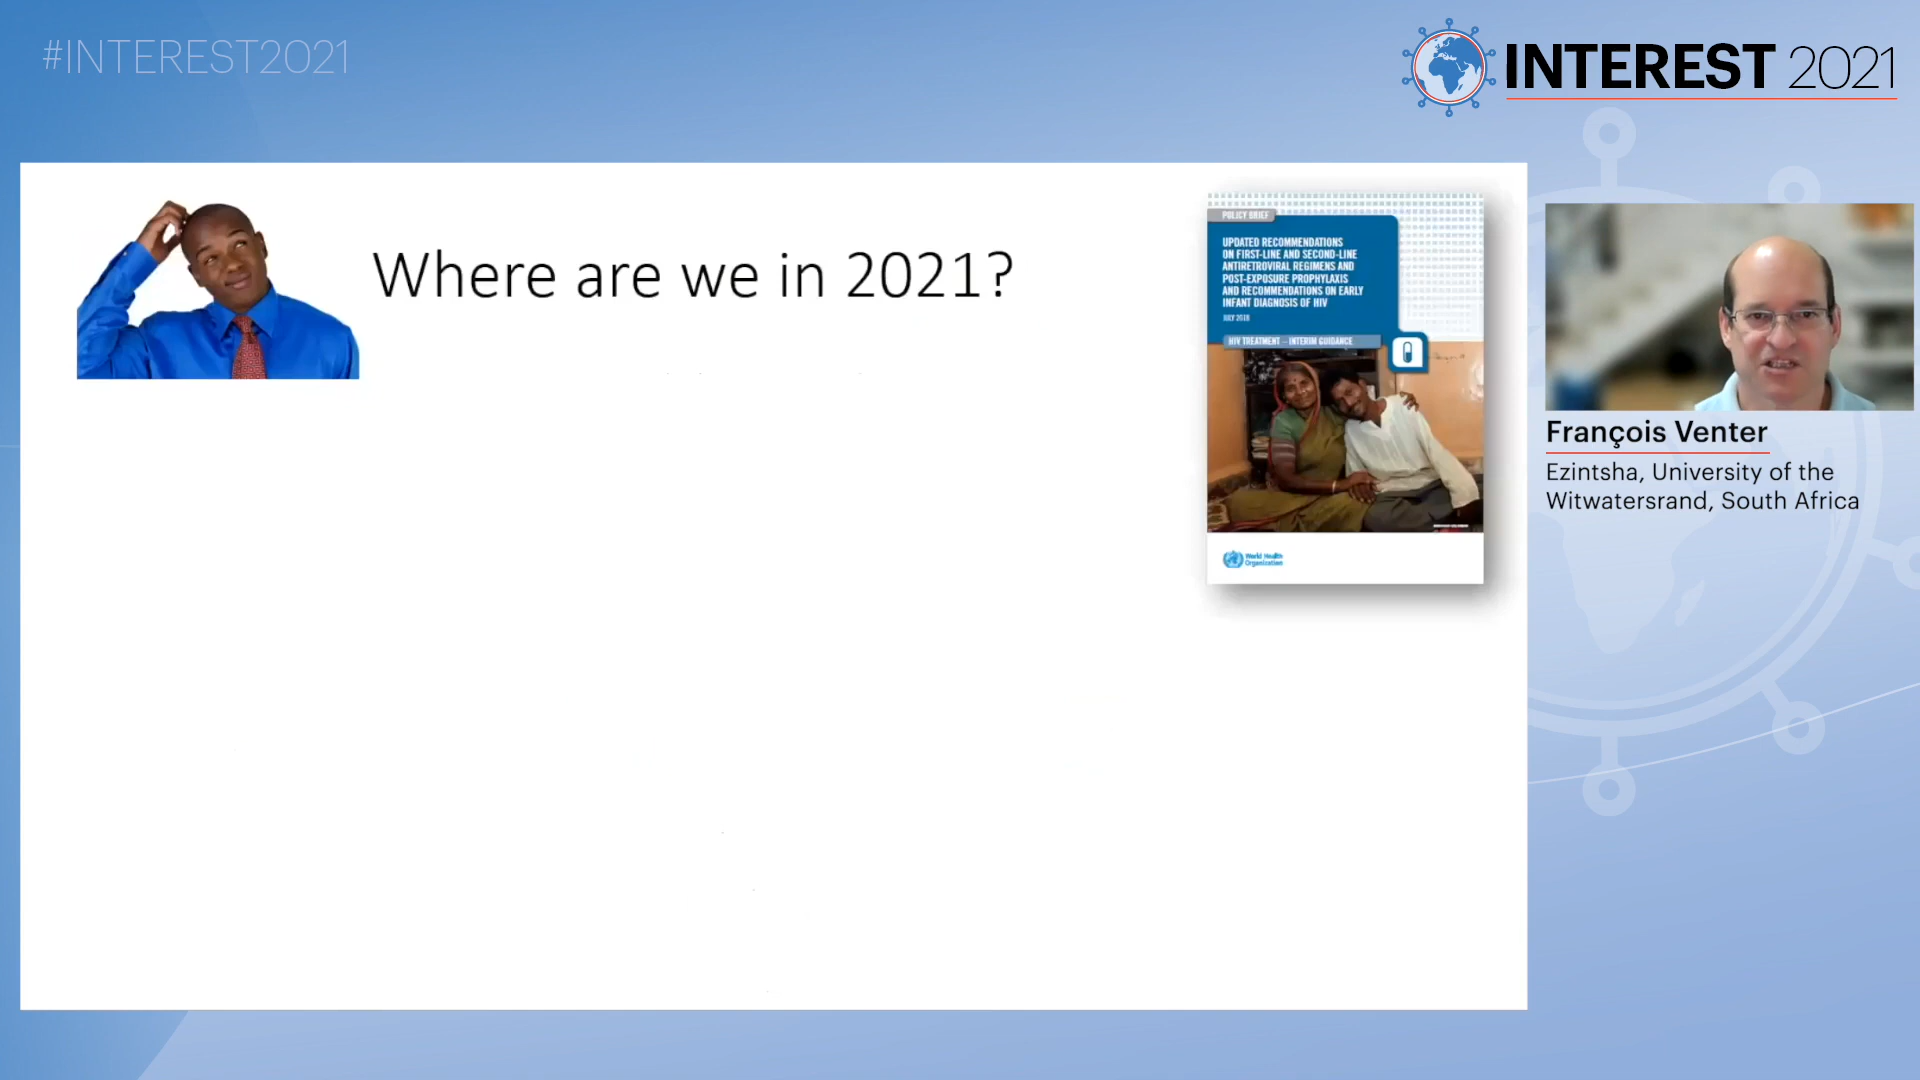 #INTEREST2021
INTEREST 2021
Where are we in 2021?
POLICY BRIEF
UPDATED RECOMMENDATIONS
ON FIRST-LINE AND SECOND-LINE
ANTIRETROVIRAL REGIMENS AND
POST-EXPOSURE PROPHYLAXIS
AND RECOMMENDATIONS ON EARLY
INFANT DIAGNOSIS OF HIV
JULY 2018
HIV TREATMENT – INTERIM GUIDANCE
World Health
Organization
François Venter
Ezintsha, University of the
Witwatersrand, South Africa